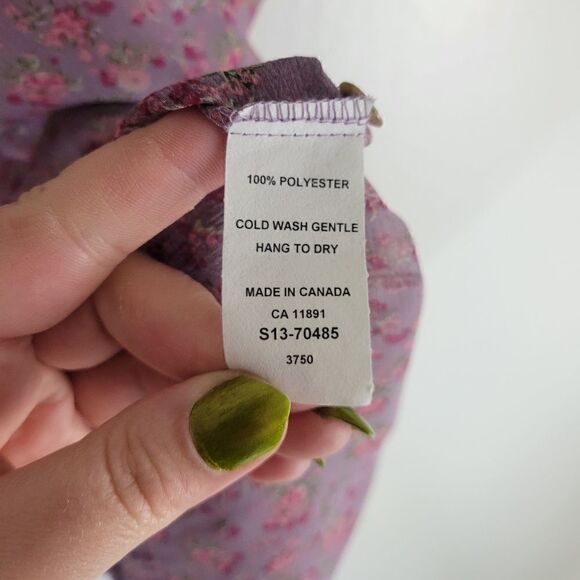 100% POLYESTER
COLD WASH GENTLE
HANG TO DRY
MADE IN CANADA
CA 11891
S13-70485
3750